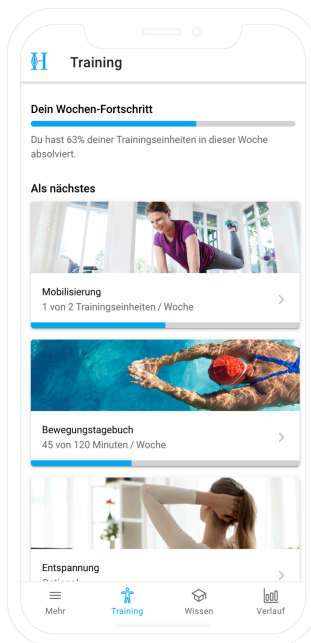 Training
Dein Wochen-Fortschritt
Du hast 63% deiner Trainingseinheiten in dieser Woche
absolviert.
Als nächstes
Mobilisierung
1 von 2 Trainingseinheiten / Woche
Bewegungstagebuch
45 von 120 Minuten / Woche
Entspannung
Mehr
Training
Wissen
Verlauf